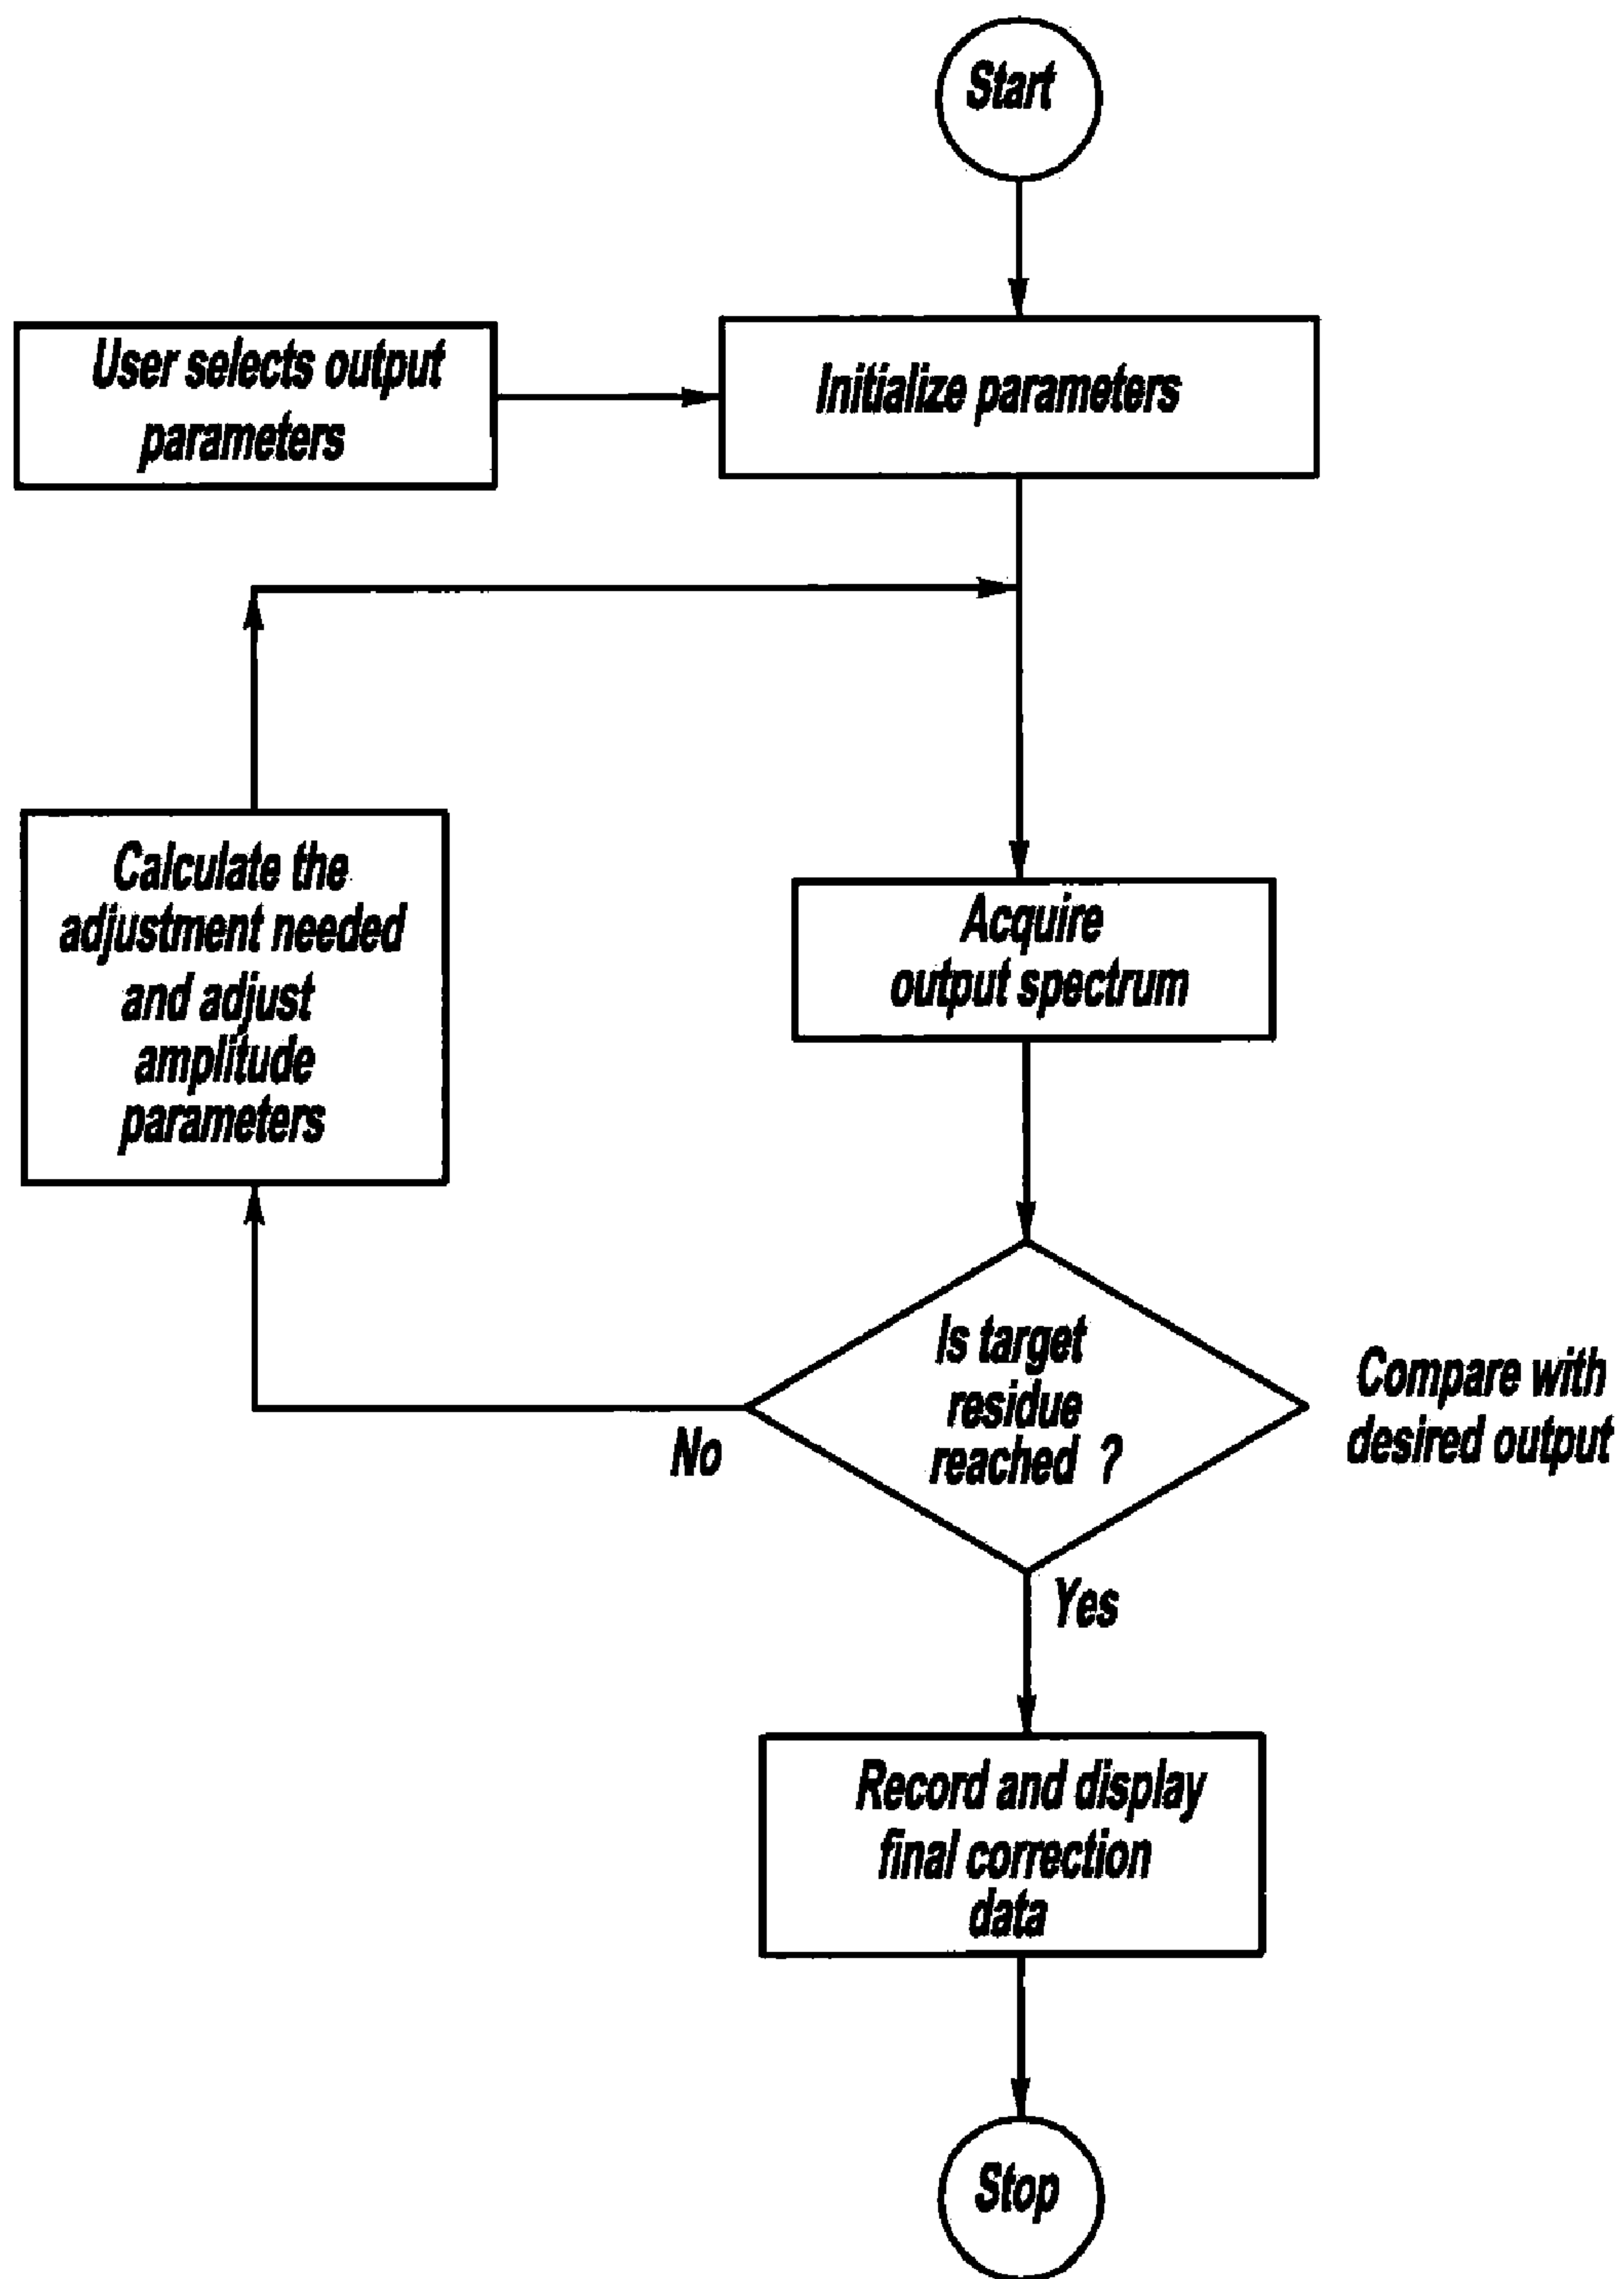 Start
User selects output
parameters
Initialize parameters
Calculate the
adjustment needed
and adjust
amplitude
parameters
Acquire
output spectrum
Is target
residue
reached ?
Compare with
desired output
No
Yes
Record and display
final correction
data
Stop